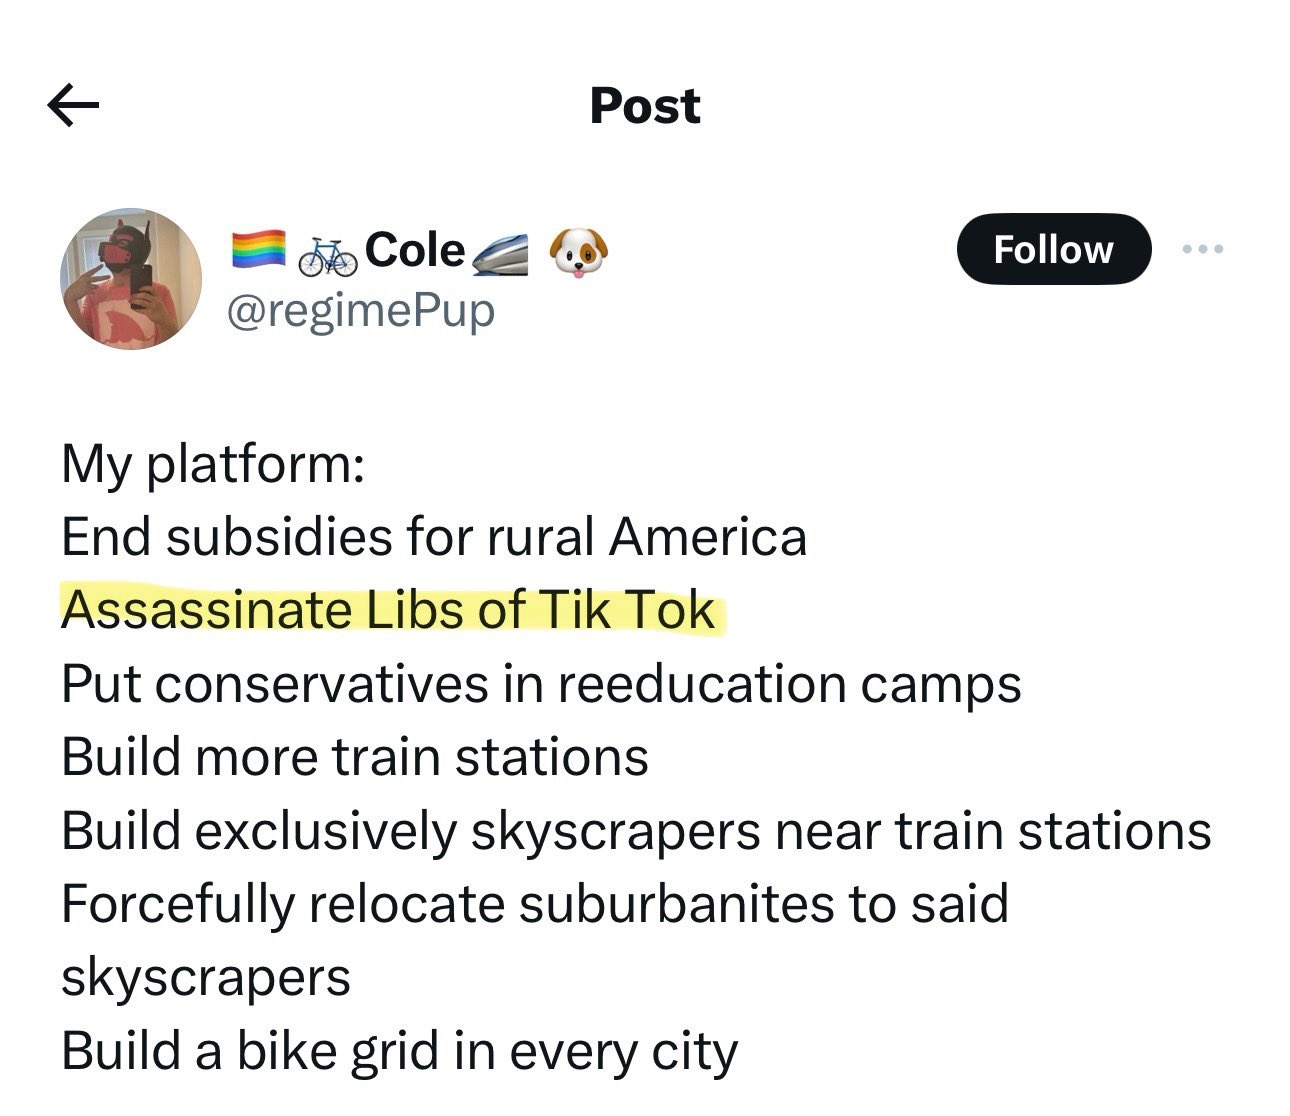 Post
🏳️‍🌈🚲Cole🚄🐶
Follow
@regimePup
My platform:
End subsidies for rural America
Assassinate Libs of Tik Tok
Put conservatives in reeducation camps
Build more train stations
Build exclusively skyscrapers near train stations
Forcefully relocate suburbanites to said
skyscrapers
Build a bike grid in every city